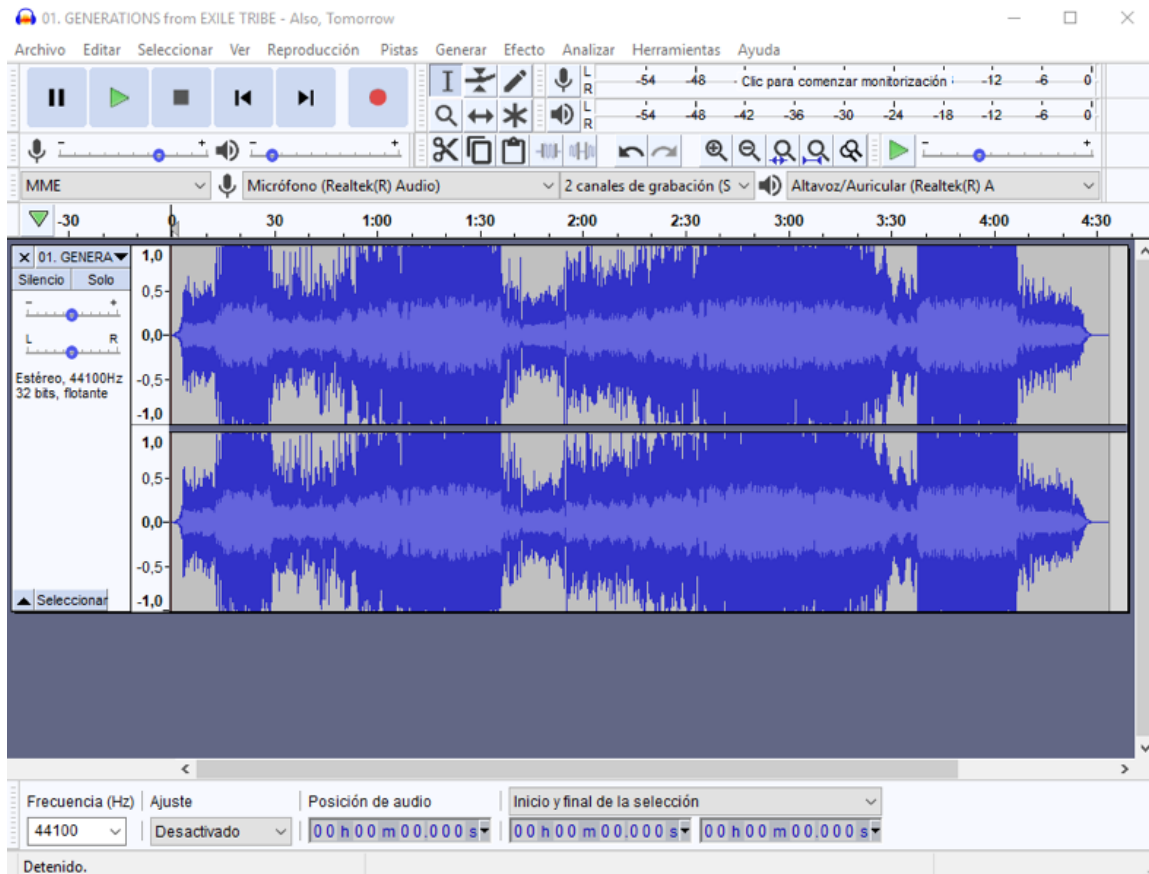 01. GENERATIONS from EXILE TRIBE - Also, Tomorrow
Archivo Editar Seleccionar Ver Reproducción Pistas Generar Efecto Analizar Herramientas Ayuda
L
R
-54 -48 - Clic para comenzar monitorización -12 -6 0
L
R
-54 -48 -42 -36 -30 -24 -18 -12 -6 0
- + - + - +
MME Micrófono (Realtek(R) Audio) 2 canales de grabación (S Altavoz/Auricular (Realtek(R) A
-30 0 30 1:00 1:30 2:00 2:30 3:00 3:30 4:00 4:30
01. GENERA
Silencio Solo
- +
L R
Estéreo, 44100Hz
32 bits, flotante
Seleccionar
1,0
0,5-
0,0-
-0,5-
-1,0
1,0
0,5-
0,0-
-0,5-
-1,0
Frecuencia (Hz) Ajuste Posición de audio Inicio y final de la selección
44100 Desactivado 00 h 00 m 00.000 s 00 h 00 m 00.000 s 00 h 00 m 00.000 s
Detenido.